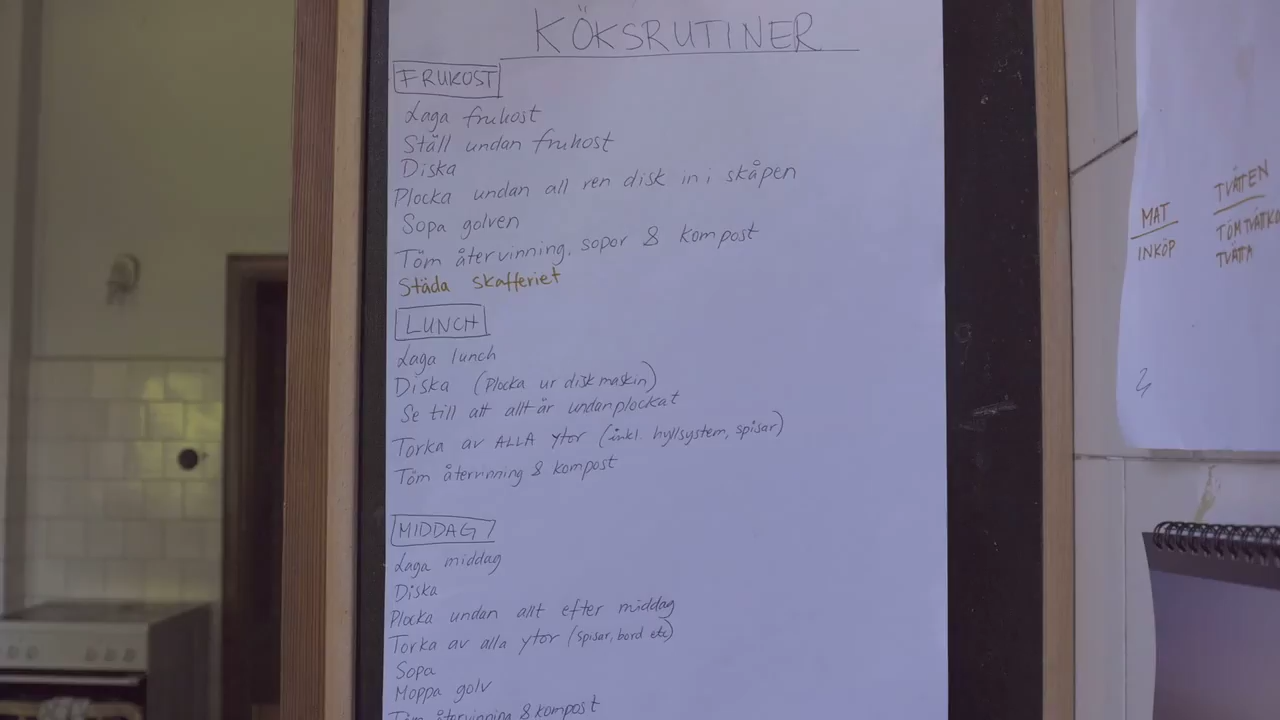 KÖKSRUTINER
FRUKOST
Laga frukost
Ställ undan frukost
Diska
Plocka undan all ren disk in i skåpen
Sopa golven
Töm återvinning, sopor & kompost
Städa skafferiet
LUNCH
Laga lunch
Diska (Plocka ur diskmaskin)
Se till att allt är undanplockat
Torka av ALLA ytor (inkl. hyllsystem, spisar)
Töm återvinning & kompost
MIDDAG
Laga middag
Diska
Plocka undan allt efter middag
Torka av alla ytor (spisar, bord etc)
Sopa
Moppa golv
Töm återvinning & kompost
MAT
INKÖP
TVÄTTEN
TVÄTTA